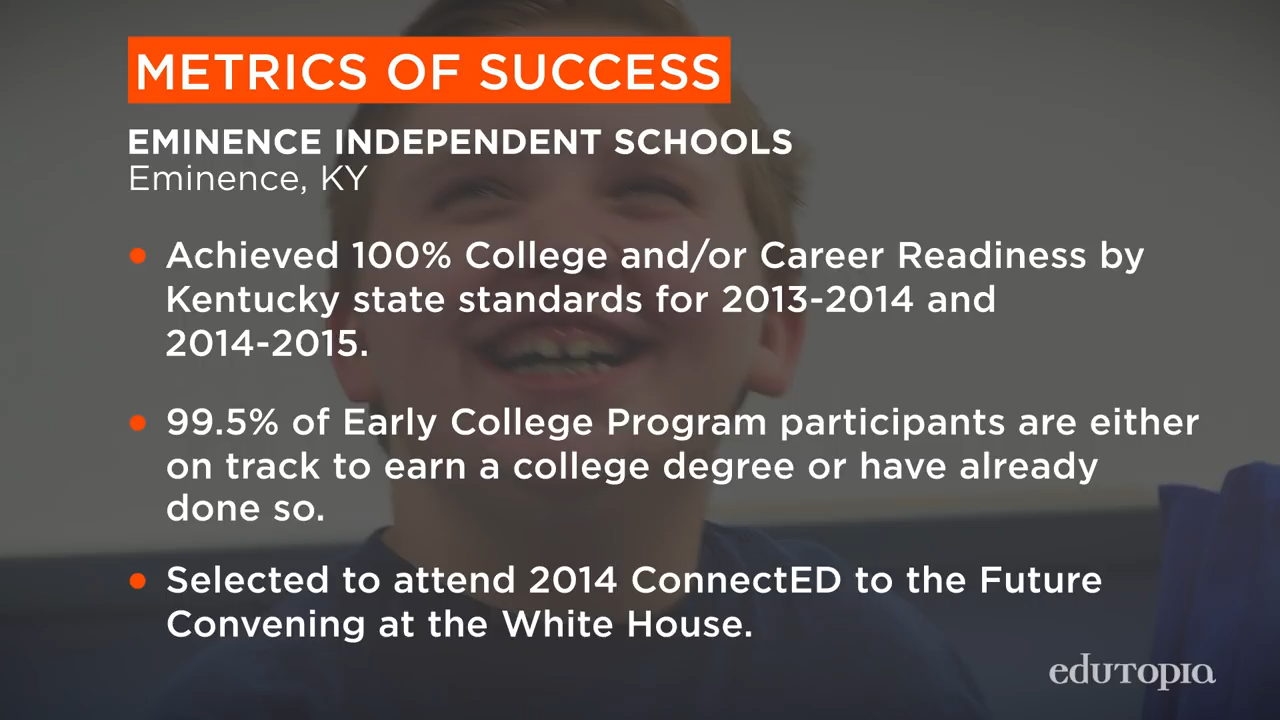 METRICS OF SUCCESS
EMINENCE INDEPENDENT SCHOOLS
Eminence, KY
• Achieved 100% College and/or Career Readiness by
Kentucky state standards for 2013-2014 and
2014-2015.
• 99.5% of Early College Program participants are either
on track to earn a college degree or have already
done so.
• Selected to attend 2014 ConnectED to the Future
Convening at the White House.
edutopia